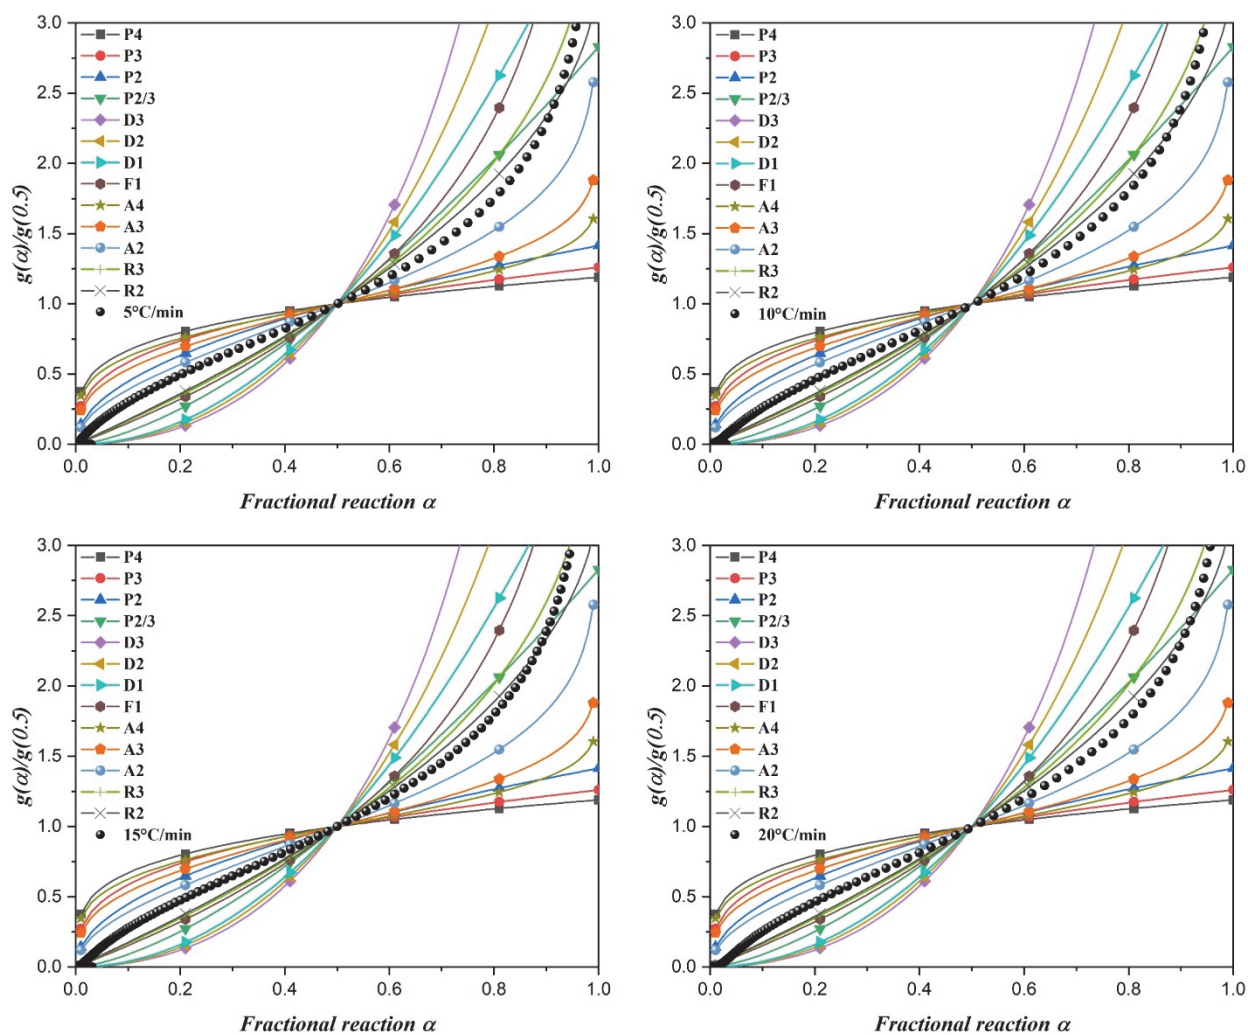 g(α)/g(0.5)
3.0
2.5
2.0
1.5
1.0
0.5
0.0
P4
P3
P2
P2/3
D3
D2
D1
F1
A4
A3
A2
R3
R2
5°C/min
0.0 0.2 0.4 0.6 0.8 1.0
Fractional reaction α
g(α)/g(0.5)
3.0
2.5
2.0
1.5
1.0
0.5
0.0
P4
P3
P2
P2/3
D3
D2
D1
F1
A4
A3
A2
R3
R2
10°C/min
0.0 0.2 0.4 0.6 0.8 1.0
Fractional reaction α
g(α)/g(0.5)
3.0
2.5
2.0
1.5
1.0
0.5
0.0
P4
P3
P2
P2/3
D3
D2
D1
F1
A4
A3
A2
R3
R2
15°C/min
0.0 0.2 0.4 0.6 0.8 1.0
Fractional reaction α
g(α)/g(0.5)
3.0
2.5
2.0
1.5
1.0
0.5
0.0
P4
P3
P2
P2/3
D3
D2
D1
F1
A4
A3
A2
R3
R2
20°C/min
0.0 0.2 0.4 0.6 0.8 1.0
Fractional reaction α